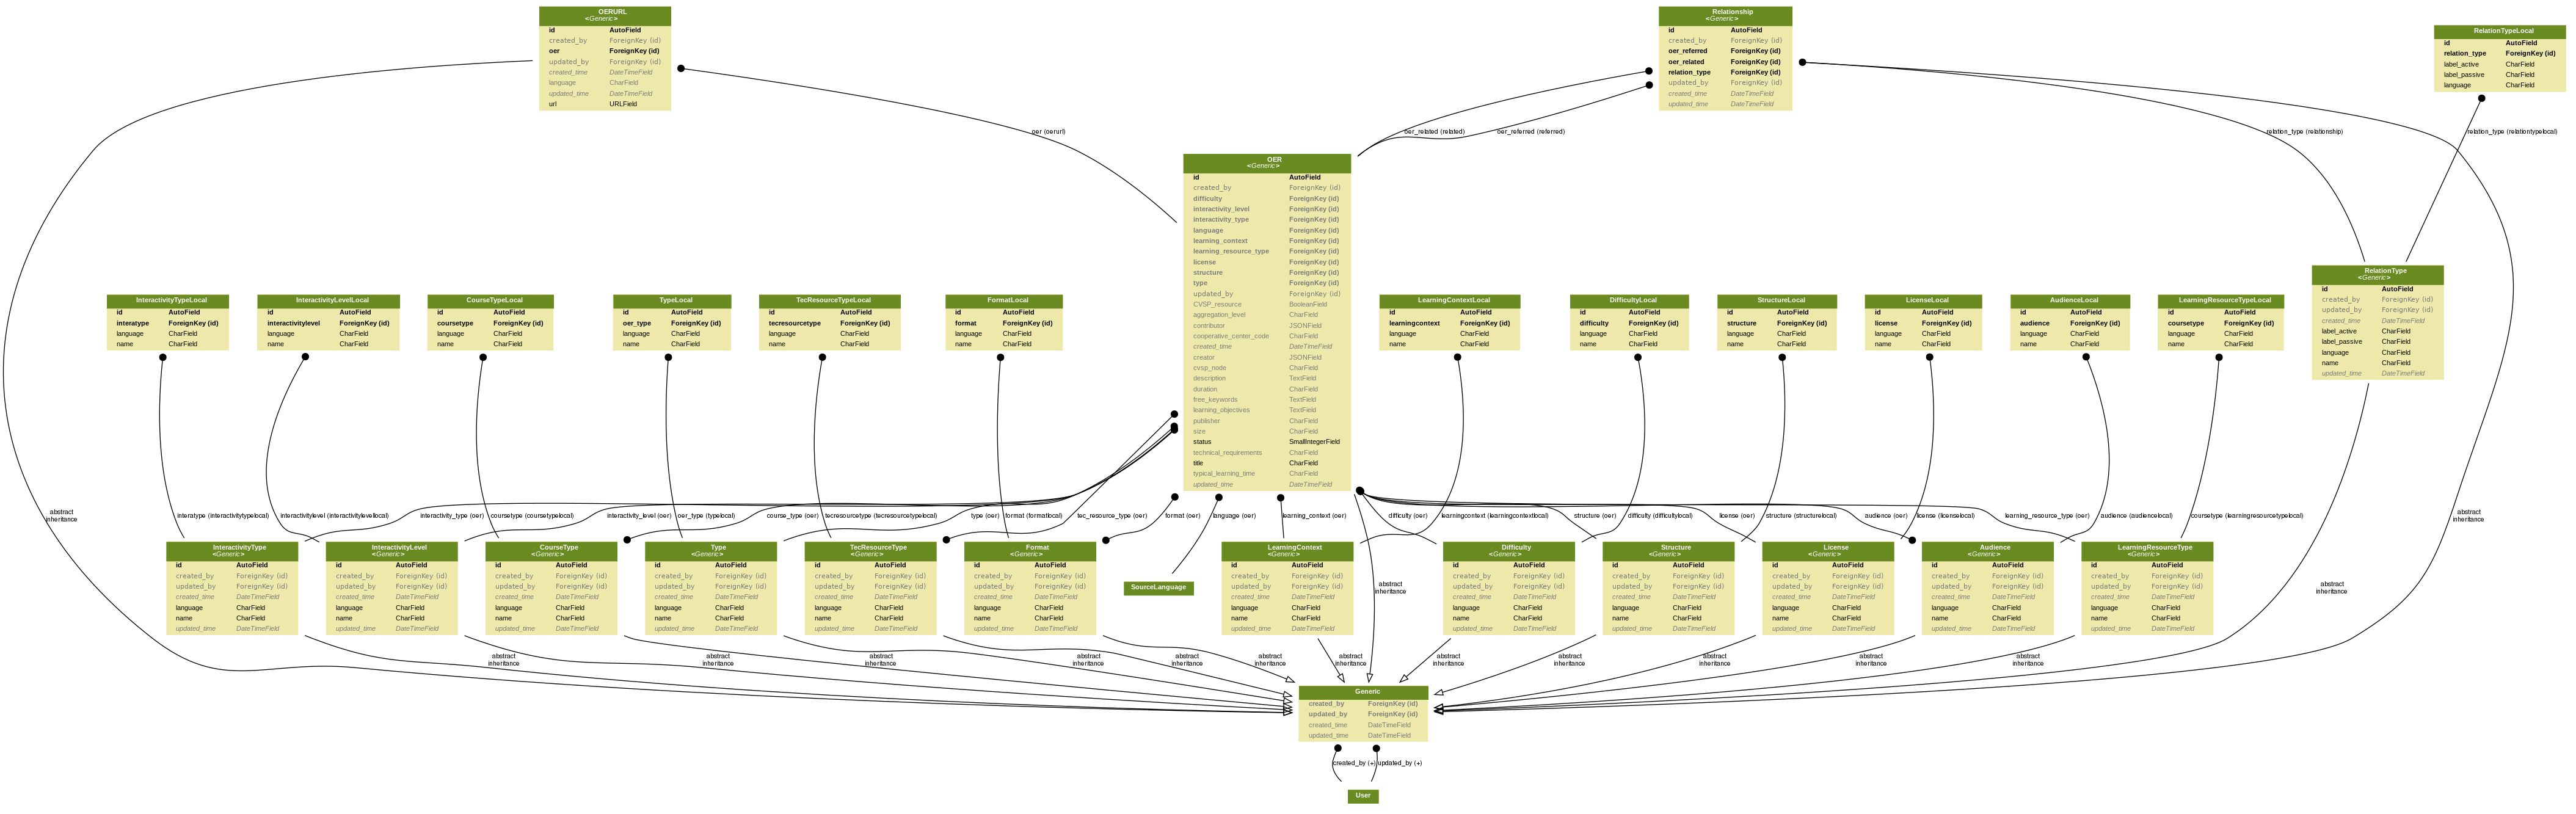 OERURL
<Generic>
id AutoField
created_by ForeignKey (id)
oer ForeignKey (id)
updated_by ForeignKey (id)
created_time DateTimeField
language CharField
updated_time DateTimeField
url URLField
Relationship
<Generic>
id AutoField
created_by ForeignKey (id)
oer_referred ForeignKey (id)
oer_related ForeignKey (id)
relation_type ForeignKey (id)
updated_by ForeignKey (id)
created_time DateTimeField
updated_time DateTimeField
RelationTypeLocal
id AutoField
relation_type ForeignKey (id)
label_active CharField
label_passive CharField
language CharField
oer (oerurl)
oer_related (related)
oer_referred (referred)
relation_type (relationship)
relation_type (relationtypelocal)
OER
<Generic>
id AutoField
created_by ForeignKey (id)
difficulty ForeignKey (id)
interactivity_level ForeignKey (id)
interactivity_type ForeignKey (id)
language ForeignKey (id)
learning_context ForeignKey (id)
learning_resource_type ForeignKey (id)
license ForeignKey (id)
structure ForeignKey (id)
type ForeignKey (id)
updated_by ForeignKey (id)
CVSP_resource BooleanField
aggregation_level CharField
contributor JSONField
cooperative_center_code CharField
created_time DateTimeField
creator JSONField
cvsp_node CharField
description TextField
duration CharField
free_keywords TextField
learning_objectives TextField
publisher CharField
size CharField
status SmallIntegerField
technical_requirements CharField
title CharField
typical_learning_time CharField
updated_time DateTimeField
RelationType
<Generic>
id AutoField
created_by ForeignKey (id)
updated_by ForeignKey (id)
created_time DateTimeField
label_active CharField
label_passive CharField
language CharField
name CharField
updated_time DateTimeField
InteractivityTypeLocal
id AutoField
interatype ForeignKey (id)
language CharField
name CharField
InteractivityLevelLocal
id AutoField
interactivitylevel ForeignKey (id)
language CharField
name CharField
CourseTypeLocal
id AutoField
coursetype ForeignKey (id)
language CharField
name CharField
TypeLocal
id AutoField
oer_type ForeignKey (id)
language CharField
name CharField
TecResourceTypeLocal
id AutoField
tecresourcetype ForeignKey (id)
language CharField
name CharField
FormatLocal
id AutoField
format ForeignKey (id)
language CharField
name CharField
LearningContextLocal
id AutoField
learningcontext ForeignKey (id)
language CharField
name CharField
DifficultyLocal
id AutoField
difficulty ForeignKey (id)
language CharField
name CharField
StructureLocal
id AutoField
structure ForeignKey (id)
language CharField
name CharField
LicenseLocal
id AutoField
license ForeignKey (id)
language CharField
name CharField
AudienceLocal
id AutoField
audience ForeignKey (id)
language CharField
name CharField
LearningResourceTypeLocal
id AutoField
coursetype ForeignKey (id)
language CharField
name CharField
abstract
inheritance
interatype (interactivitytypelocal)
interactivitylevel (interactivitylevellocal)
interactivity_type (oer)
coursetype (coursetypelocal)
interactivity_level (oer)
oer_type (typelocal)
course_type (oer)
tecresourcetype (tecresourcetypelocal)
type (oer)
format (formatlocal)
tec_resource_type (oer)
format (oer)
language (oer)
learning_context (oer)
difficulty (oer)
learningcontext (learningcontextlocal)
structure (oer)
difficulty (difficultylocal)
license (oer)
structure (structurelocal)
audience (oer)
license (licenselocal)
learning_resource_type (oer)
audience (audiencelocal)
coursetype (learningresourcetypelocal)
abstract
inheritance
InteractivityType
<Generic>
id AutoField
created_by ForeignKey (id)
updated_by ForeignKey (id)
created_time DateTimeField
language CharField
name CharField
updated_time DateTimeField
InteractivityLevel
<Generic>
id AutoField
created_by ForeignKey (id)
updated_by ForeignKey (id)
created_time DateTimeField
language CharField
name CharField
updated_time DateTimeField
CourseType
<Generic>
id AutoField
created_by ForeignKey (id)
updated_by ForeignKey (id)
created_time DateTimeField
language CharField
name CharField
updated_time DateTimeField
Type
<Generic>
id AutoField
created_by ForeignKey (id)
updated_by ForeignKey (id)
created_time DateTimeField
language CharField
name CharField
updated_time DateTimeField
TecResourceType
<Generic>
id AutoField
created_by ForeignKey (id)
updated_by ForeignKey (id)
created_time DateTimeField
language CharField
name CharField
updated_time DateTimeField
Format
<Generic>
id AutoField
created_by ForeignKey (id)
updated_by ForeignKey (id)
created_time DateTimeField
language CharField
name CharField
updated_time DateTimeField
SourceLanguage
LearningContext
<Generic>
id AutoField
created_by ForeignKey (id)
updated_by ForeignKey (id)
created_time DateTimeField
language CharField
name CharField
updated_time DateTimeField
abstract
inheritance
Difficulty
<Generic>
id AutoField
created_by ForeignKey (id)
updated_by ForeignKey (id)
created_time DateTimeField
language CharField
name CharField
updated_time DateTimeField
Structure
<Generic>
id AutoField
created_by ForeignKey (id)
updated_by ForeignKey (id)
created_time DateTimeField
language CharField
name CharField
updated_time DateTimeField
License
<Generic>
id AutoField
created_by ForeignKey (id)
updated_by ForeignKey (id)
created_time DateTimeField
language CharField
name CharField
updated_time DateTimeField
Audience
<Generic>
id AutoField
created_by ForeignKey (id)
updated_by ForeignKey (id)
created_time DateTimeField
language CharField
name CharField
updated_time DateTimeField
LearningResourceType
<Generic>
id AutoField
created_by ForeignKey (id)
updated_by ForeignKey (id)
created_time DateTimeField
language CharField
name CharField
updated_time DateTimeField
abstract
inheritance
abstract
inheritance
abstract
inheritance
abstract
inheritance
abstract
inheritance
abstract
inheritance
abstract
inheritance
abstract
inheritance
abstract
inheritance
abstract
inheritance
abstract
inheritance
abstract
inheritance
abstract
inheritance
Generic
created_by ForeignKey (id)
updated_by ForeignKey (id)
created_time DateTimeField
updated_time DateTimeField
created_by (+)
updated_by (+)
User